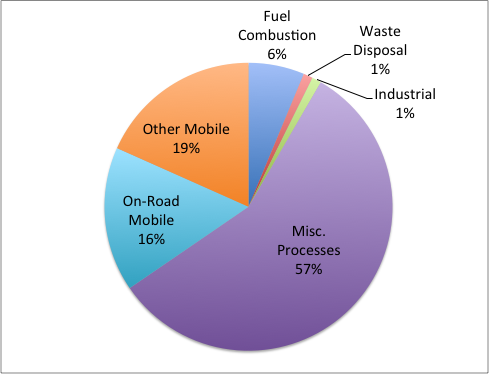 Fuel
Combustion
6%
Waste
Disposal
1%
Industrial
1%
Other Mobile
19%
On-Road
Mobile
16%
Misc.
Processes
57%